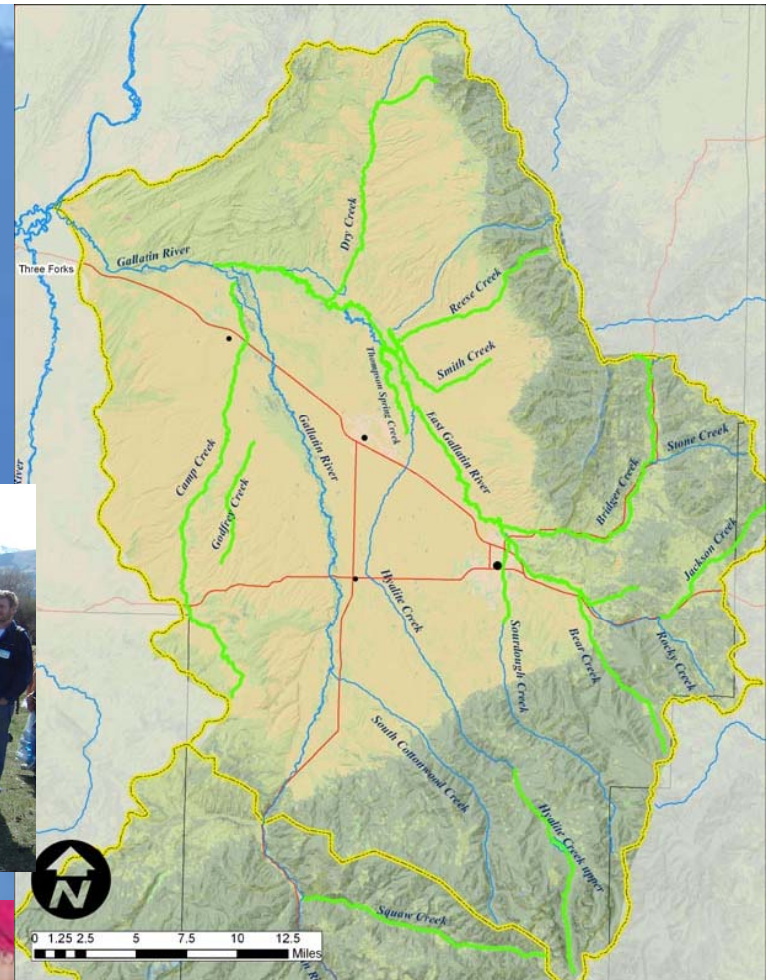 Gallatin River
Three Forks
Dry Creek
Reese Creek
Smith Creek
Thompson Spring Creek
East Gallatin River
Gallatin River
Camp Creek
Godfrey Creek
Stone Creek
Bridger Creek
Jackson Creek
River
Hyalite Creek
Sourdough Creek
Bear Creek
Rocky Creek
South Cottonwood Creek
Hyalite Creek upper
Squaw Creek
N
0 1.25 2.5 5 7.5 10 12.5
Miles